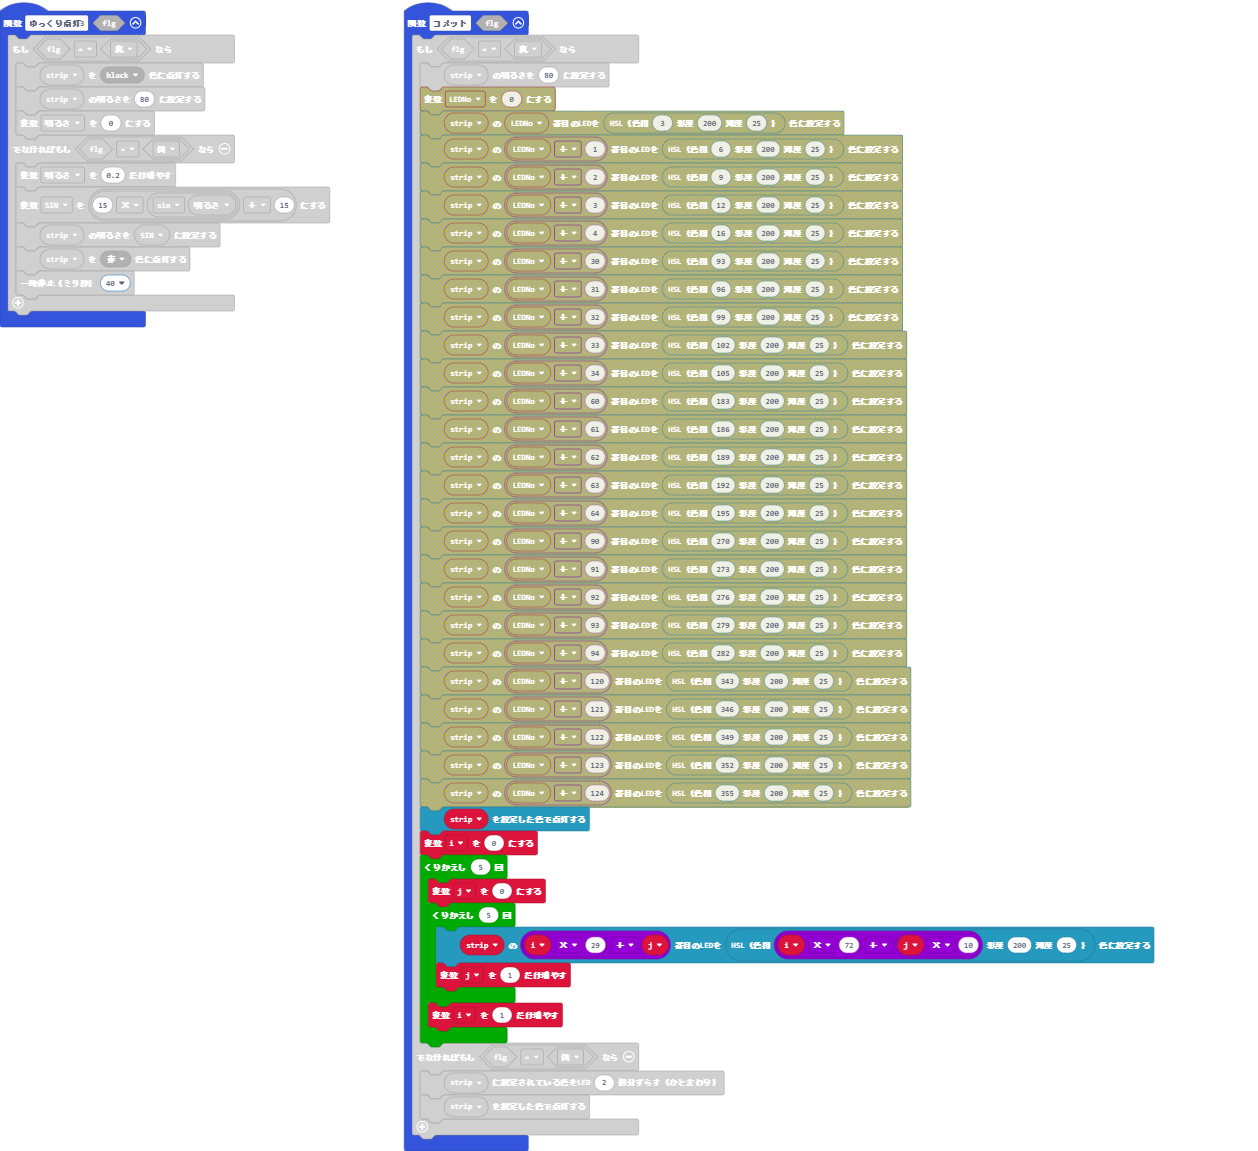 関数 ゆっくり点灯3 flg
もし flg = 真 なら
strip を black 色に点灯する
strip の明るさを 80 に設定する
変数 明るさ を 0 にする
でなければもし flg = 偽 なら
変数 明るさ を 0.2 だけ増やす
変数 SIN を 15 × sin 明るさ + 15 にする
strip の明るさを SIN に設定する
strip を 赤 色に点灯する
一時停止（ミリ秒） 40
関数 コメット flg
もし flg = 真 なら
strip の明るさを 80 に設定する
変数 LEDNo を 0 にする
strip の LEDNo 番目のLEDを HSL（色相 3 彩度 200 輝度 25 ） 色に設定する
strip の LEDNo + 1 番目のLEDを HSL（色相 6 彩度 200 輝度 25 ） 色に設定する
strip の LEDNo + 2 番目のLEDを HSL（色相 9 彩度 200 輝度 25 ） 色に設定する
strip の LEDNo + 3 番目のLEDを HSL（色相 12 彩度 200 輝度 25 ） 色に設定する
strip の LEDNo + 4 番目のLEDを HSL（色相 16 彩度 200 輝度 25 ） 色に設定する
strip の LEDNo + 30 番目のLEDを HSL（色相 93 彩度 200 輝度 25 ） 色に設定する
strip の LEDNo + 31 番目のLEDを HSL（色相 96 彩度 200 輝度 25 ） 色に設定する
strip の LEDNo + 32 番目のLEDを HSL（色相 99 彩度 200 輝度 25 ） 色に設定する
strip の LEDNo + 33 番目のLEDを HSL（色相 102 彩度 200 輝度 25 ） 色に設定する
strip の LEDNo + 34 番目のLEDを HSL（色相 105 彩度 200 輝度 25 ） 色に設定する
strip の LEDNo + 60 番目のLEDを HSL（色相 183 彩度 200 輝度 25 ） 色に設定する
strip の LEDNo + 61 番目のLEDを HSL（色相 186 彩度 200 輝度 25 ） 色に設定する
strip の LEDNo + 62 番目のLEDを HSL（色相 189 彩度 200 輝度 25 ） 色に設定する
strip の LEDNo + 63 番目のLEDを HSL（色相 192 彩度 200 輝度 25 ） 色に設定する
strip の LEDNo + 64 番目のLEDを HSL（色相 195 彩度 200 輝度 25 ） 色に設定する
strip の LEDNo + 90 番目のLEDを HSL（色相 270 彩度 200 輝度 25 ） 色に設定する
strip の LEDNo + 91 番目のLEDを HSL（色相 273 彩度 200 輝度 25 ） 色に設定する
strip の LEDNo + 92 番目のLEDを HSL（色相 276 彩度 200 輝度 25 ） 色に設定する
strip の LEDNo + 93 番目のLEDを HSL（色相 279 彩度 200 輝度 25 ） 色に設定する
strip の LEDNo + 94 番目のLEDを HSL（色相 282 彩度 200 輝度 25 ） 色に設定する
strip の LEDNo + 120 番目のLEDを HSL（色相 343 彩度 200 輝度 25 ） 色に設定する
strip の LEDNo + 121 番目のLEDを HSL（色相 346 彩度 200 輝度 25 ） 色に設定する
strip の LEDNo + 122 番目のLEDを HSL（色相 349 彩度 200 輝度 25 ） 色に設定する
strip の LEDNo + 123 番目のLEDを HSL（色相 352 彩度 200 輝度 25 ） 色に設定する
strip の LEDNo + 124 番目のLEDを HSL（色相 355 彩度 200 輝度 25 ） 色に設定する
strip を設定した色で点灯する
変数 i を 0 にする
くりかえし 5 回
変数 j を 0 にする
くりかえし 5 回
strip の i × 29 + j 番目のLEDを HSL（色相 i × 72 + j × 10 彩度 200 輝度 25 ） 色に設定する
変数 j を 1 だけ増やす
変数 i を 1 だけ増やす
でなければもし flg = 偽 なら
strip に設定されている色をLED 2 個分ずらす（ひとまわり）
strip を設定した色で点灯する